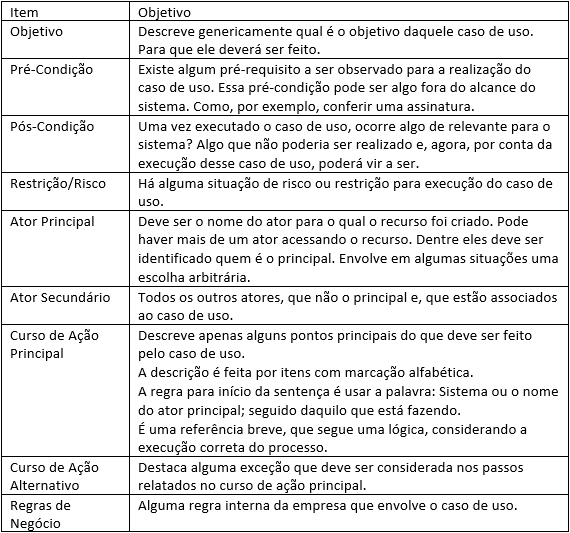 Item Objetivo
Objetivo Descreve genericamente qual é o objetivo daquele caso de uso.
Para que ele deverá ser feito.
Pré-Condição Existe algum pré-requisito a ser observado para a realização do
caso de uso. Essa pré-condição pode ser algo fora do alcance do
sistema. Como, por exemplo, conferir uma assinatura.
Pós-Condição Uma vez executado o caso de uso, ocorre algo de relevante para o
sistema? Algo que não poderia ser realizado e, agora, por conta da
execução desse caso de uso, poderá vir a ser.
Restrição/Risco Há alguma situação de risco ou restrição para execução do caso de
uso.
Ator Principal Deve ser o nome do ator para o qual o recurso foi criado. Pode
haver mais de um ator acessando o recurso. Dentre eles deve ser
identificado quem é o principal. Envolve em algumas situações uma
escolha arbitrária.
Ator Secundário Todos os outros atores, que não o principal e, que estão associados
ao caso de uso.
Curso de Ação Descreve apenas alguns pontos principais do que deve ser feito
Principal pelo caso de uso.
A descrição é feita por itens com marcação alfabética.
A regra para início da sentença é usar a palavra: Sistema ou o nome
do ator principal; seguido daquilo que está fazendo.
É uma referência breve, que segue uma lógica, considerando a
execução correta do processo.
Curso de Ação Destaca alguma exceção que deve ser considerada nos passos
Alternativo relatados no curso de ação principal.
Regras de Alguma regra interna da empresa que envolve o caso de uso.
Negócio